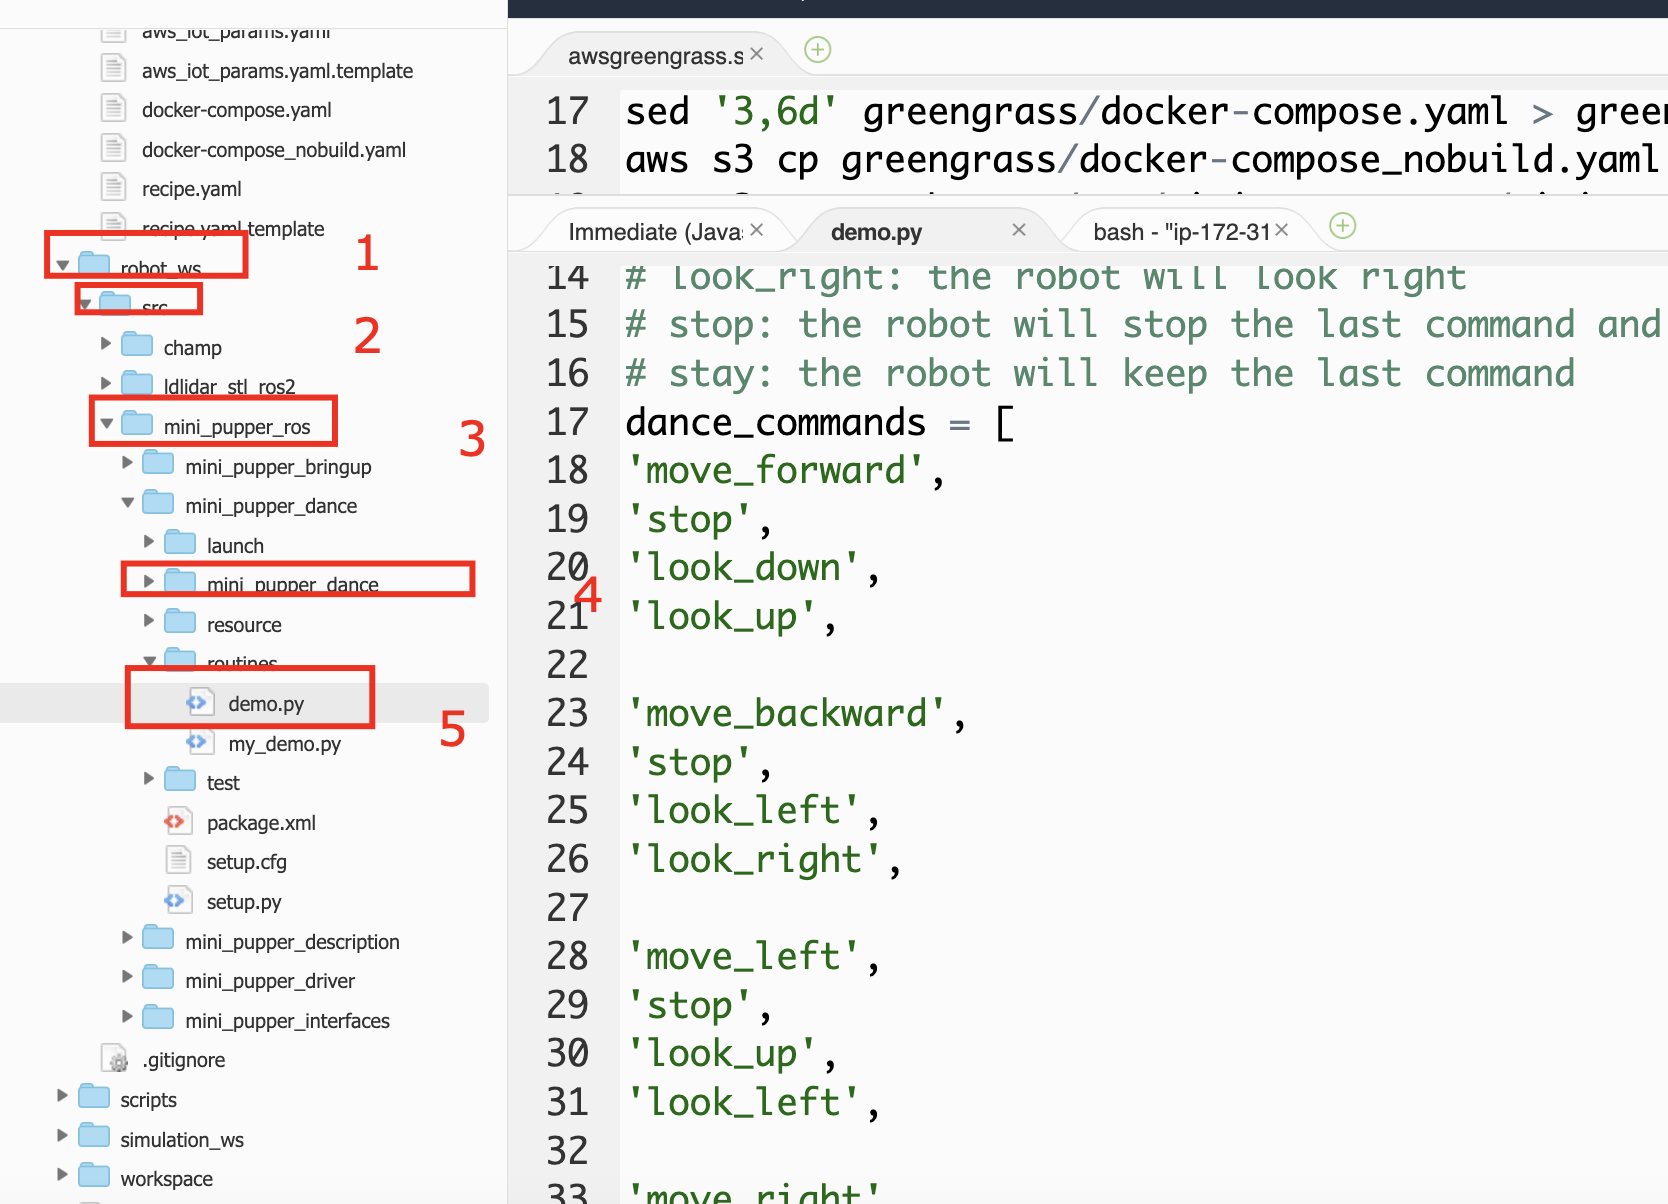 aws_iot_params.yaml
aws_iot_params.yaml.template
docker-compose.yaml
docker-compose_nobuild.yaml
recipe.yaml
recipe.yaml.template
robot_ws
1
src
2
champ
ldlidar_stl_ros2
mini_pupper_ros
3
mini_pupper_bringup
mini_pupper_dance
launch
mini_pupper_dance
4
resource
routines
demo.py
5
my_demo.py
test
package.xml
setup.cfg
setup.py
mini_pupper_description
mini_pupper_driver
mini_pupper_interfaces
.gitignore
scripts
simulation_ws
workspace
awsgreengrass.s
17 sed '3,6d' greengrass/docker-compose.yaml > green
18 aws s3 cp greengrass/docker-compose_nobuild.yaml
Immediate (Javas demo.py bash - "ip-172-31
14 # look_right: the robot will look right
15 # stop: the robot will stop the last command and
16 # stay: the robot will keep the last command
17 dance_commands = [
18 'move_forward',
19 'stop',
20 'look_down',
21 'look_up',
22
23 'move_backward',
24 'stop',
25 'look_left',
26 'look_right',
27
28 'move_left',
29 'stop',
30 'look_up',
31 'look_left',
32
33 'move_right'